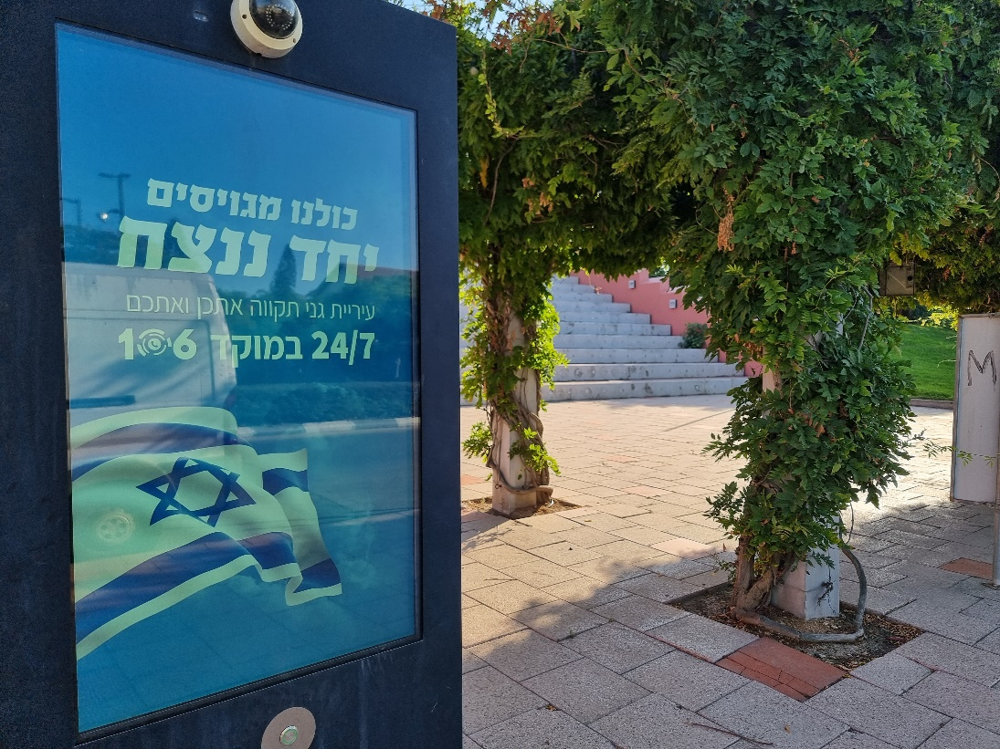 כולנו מגויסים
יחד ננצח
עיריית גני תקווה אתכן ואתכם
24/7 במוקד 106
M